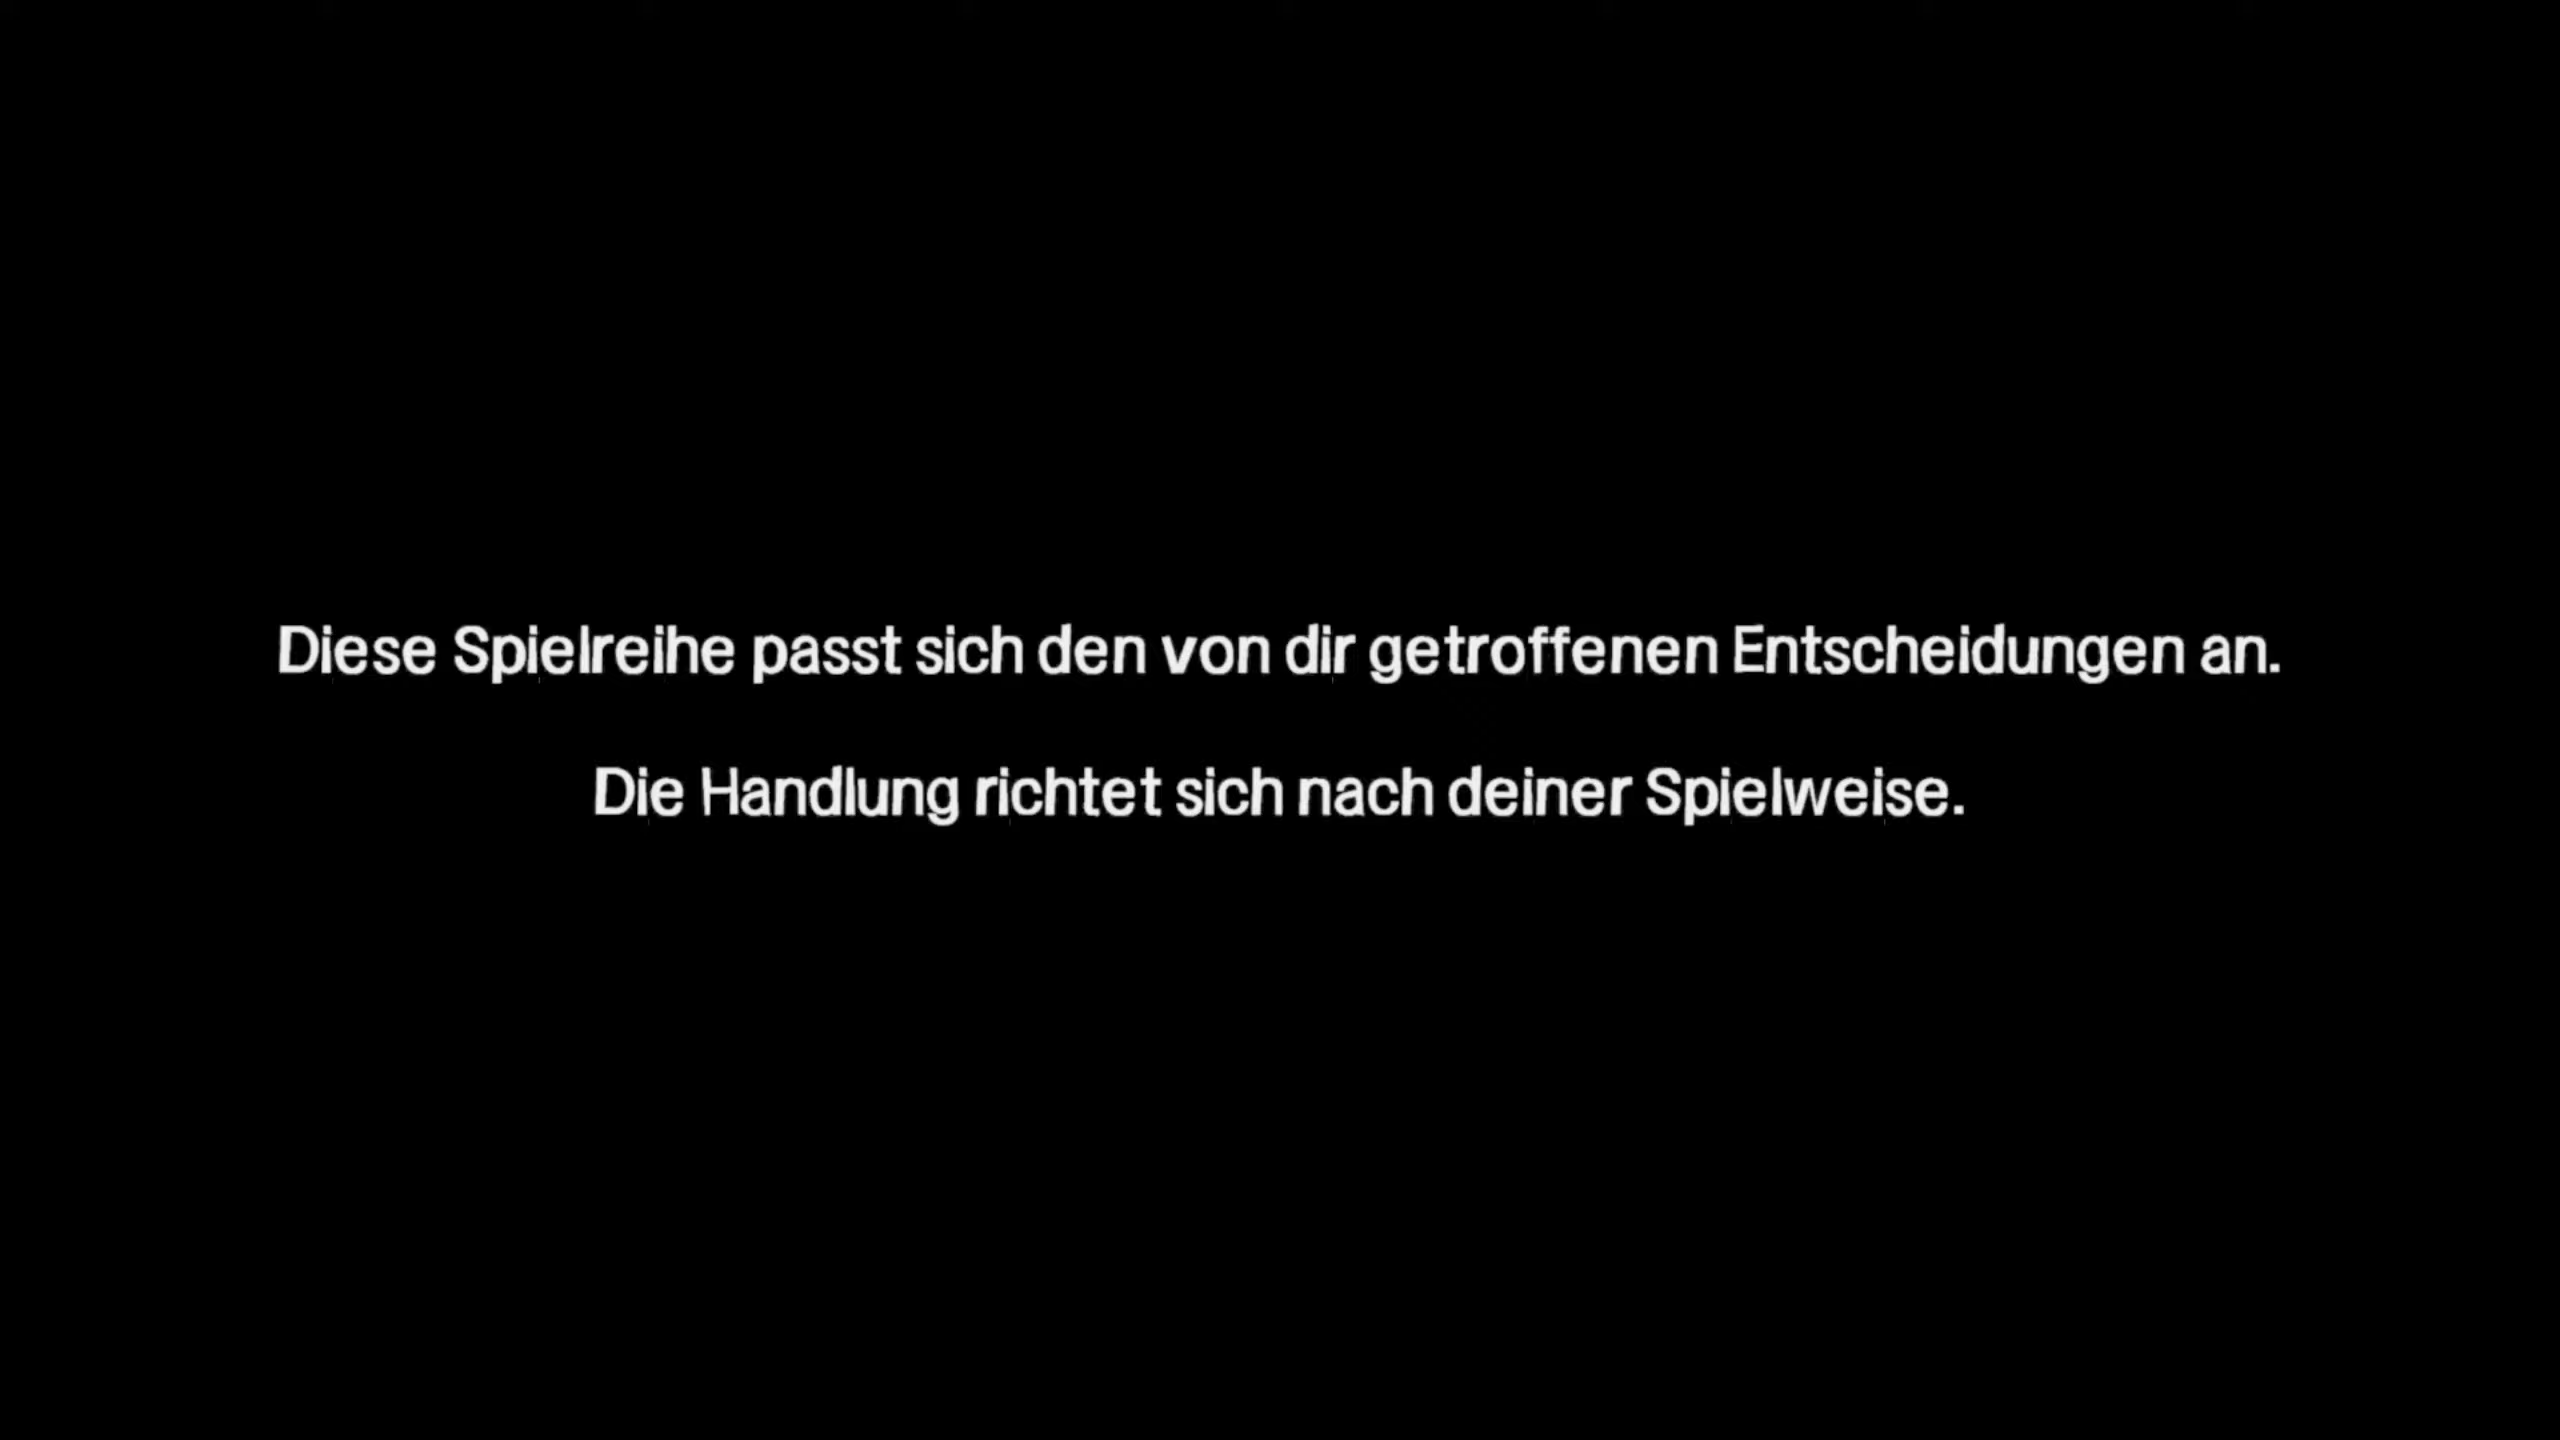 Diese Spielreihe passt sich den von dir getroffenen Entscheidungen an.
Die Handlung richtet sich nach deiner Spielweise.